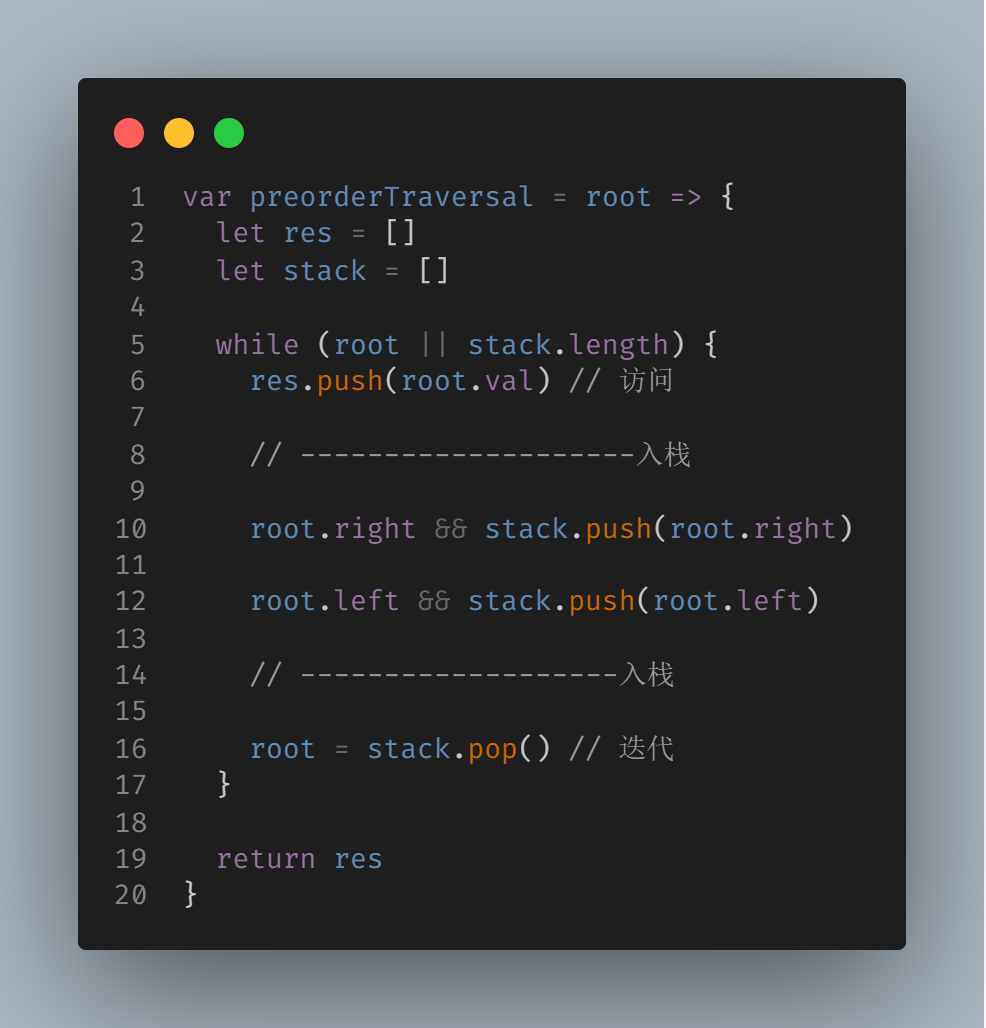 1 var preorderTraversal = root => {
2   let res = []
3   let stack = []
4
5   while (root || stack.length) {
6     res.push(root.val) // 访问
7
8     // --------------------入栈
9
10     root.right && stack.push(root.right)
11
12     root.left && stack.push(root.left)
13
14     // -------------------入栈
15
16     root = stack.pop() // 迭代
17   }
18
19   return res
20 }